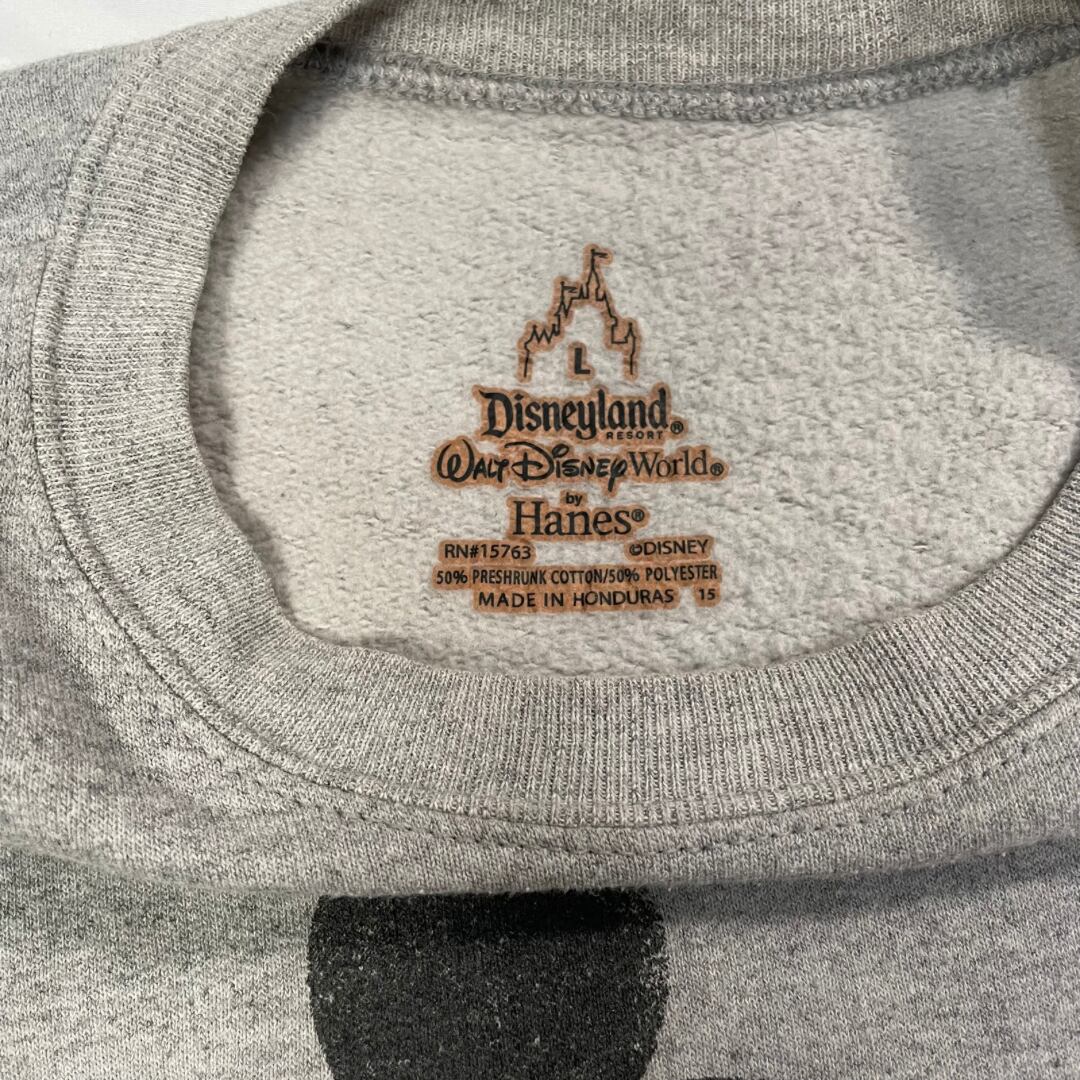 L
Disneyland®
RESORT
WALT DISNEY World®
by
Hanes®
RN#15763 ©DISNEY
50% PRESHRUNK COTTON/50% POLYESTER
MADE IN HONDURAS 15